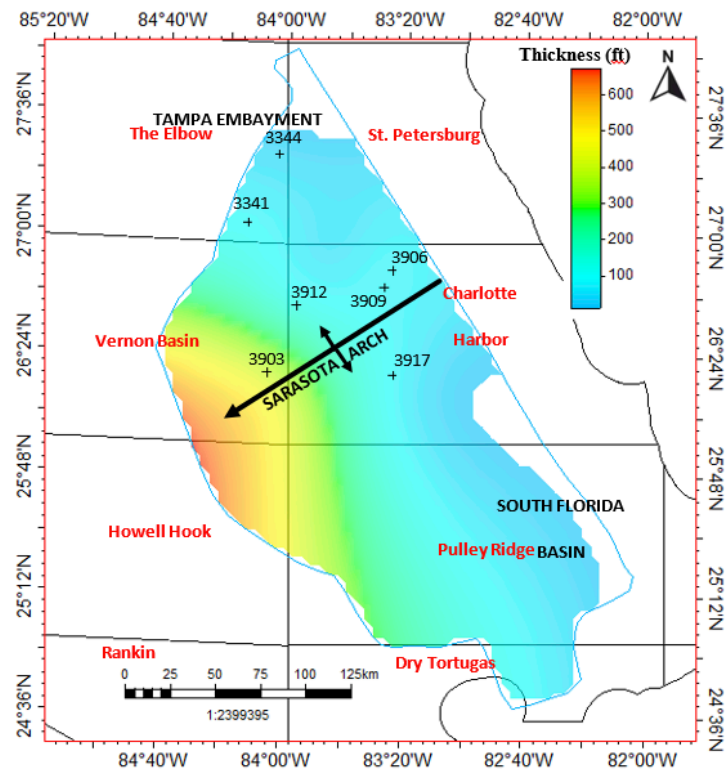 85°20'W 84°40'W 84°00'W 83°20'W 82°40'W 82°00'W
Thickness (ft)
N
600
500
400
300
200
100
27°36'N
27°00'N
26°24'N
25°48'N
25°12'N
24°36'N
27°36'N
27°00'N
26°24'N
25°48'N
25°12'N
24°36'N
TAMPA EMBAYMENT
The Elbow
St. Petersburg
3344
3341
3906
3912
3909
Charlotte
Harbor
Vernon Basin
3903
SARASOTA ARCH
3917
SOUTH FLORIDA
Howell Hook
Pulley Ridge BASIN
Rankin
Dry Tortugas
0 25 50 75 100 125km
1:2399395
84°40'W 84°00'W 83°20'W 82°40'W 82°00'W